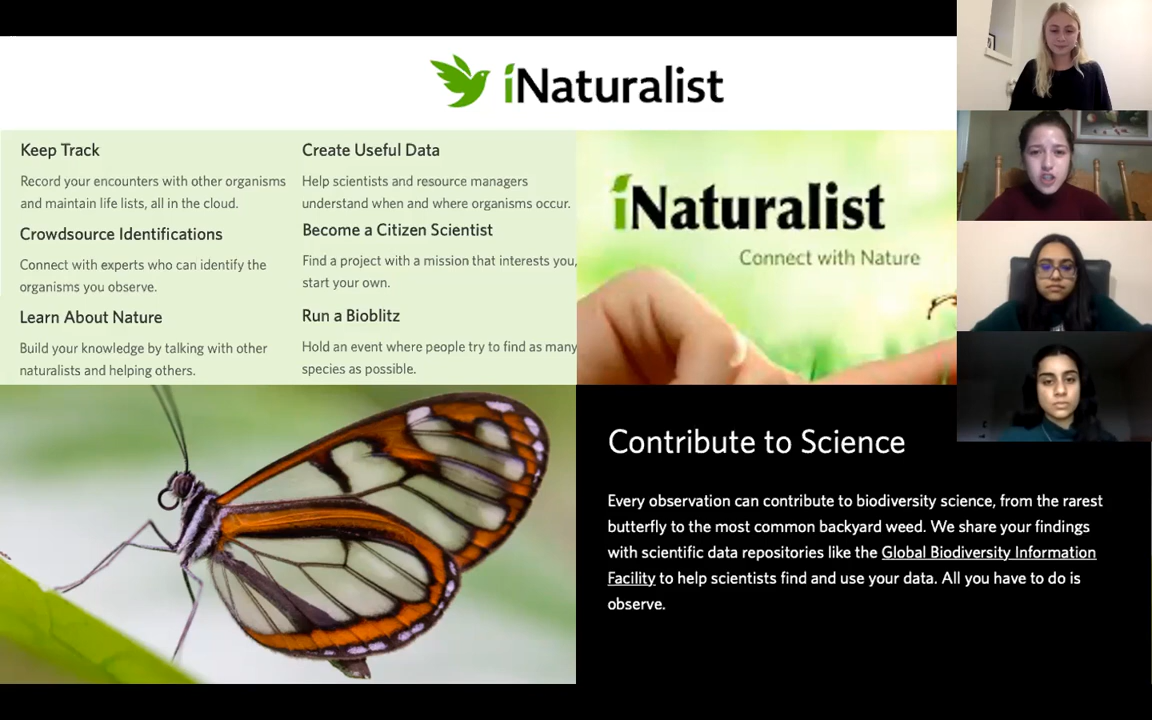 iNaturalist
Keep Track
Record your encounters with other organisms
and maintain life lists, all in the cloud.
Crowdsource Identifications
Connect with experts who can identify the
organisms you observe.
Learn About Nature
Build your knowledge by talking with other
naturalists and helping others.
Create Useful Data
Help scientists and resource managers
understand when and where organisms occur.
Become a Citizen Scientist
Find a project with a mission that interests you,
start your own.
Run a Bioblitz
Hold an event where people try to find as many
species as possible.
iNaturalist
Connect with Nature
Contribute to Science
Every observation can contribute to biodiversity science, from the rarest
butterfly to the most common backyard weed. We share your findings
with scientific data repositories like the Global Biodiversity Information
Facility to help scientists find and use your data. All you have to do is
observe.